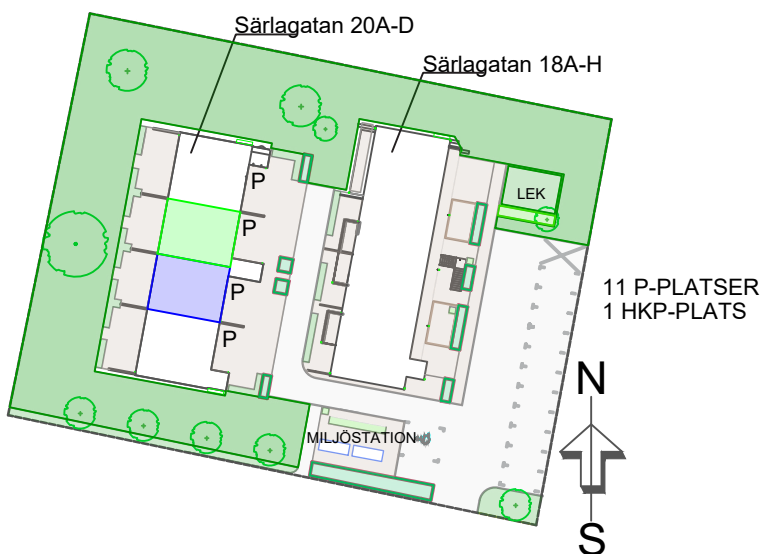 Särlagatan 20A-D
Särlagatan 18A-H
P
LEK
P
P
P
11 P-PLATSER
1 HKP-PLATS
N
MILJÖSTATION
S